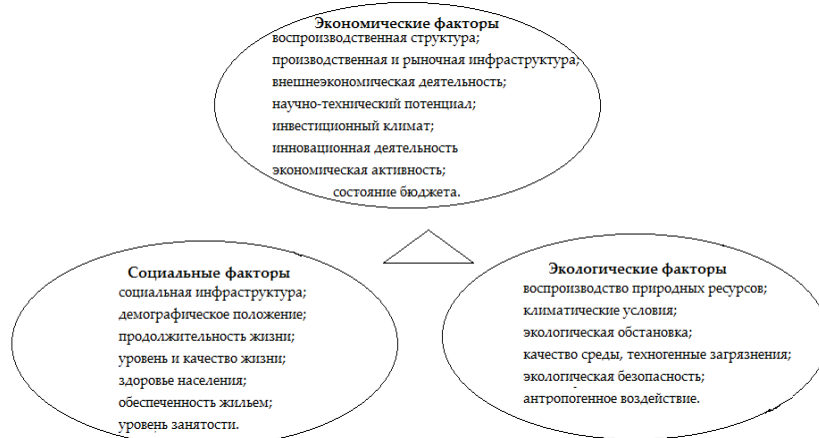 Экономические факторы
воспроизводственная структура;
производственная и рыночная инфраструктура;
внешнеэкономическая деятельность;
научно-технический потенциал;
инвестиционный климат;
инновационная деятельность
экономическая активность;
состояние бюджета.
Социальные факторы
социальная инфраструктура;
демографическое положение;
продолжительность жизни;
уровень и качество жизни;
здоровье населения;
обеспеченность жильем;
уровень занятости.
Экологические факторы
воспроизводство природных ресурсов;
климатические условия;
экологическая обстановка;
качество среды, техногенные загрязнения;
экологическая безопасность;
антропогенное воздействие.